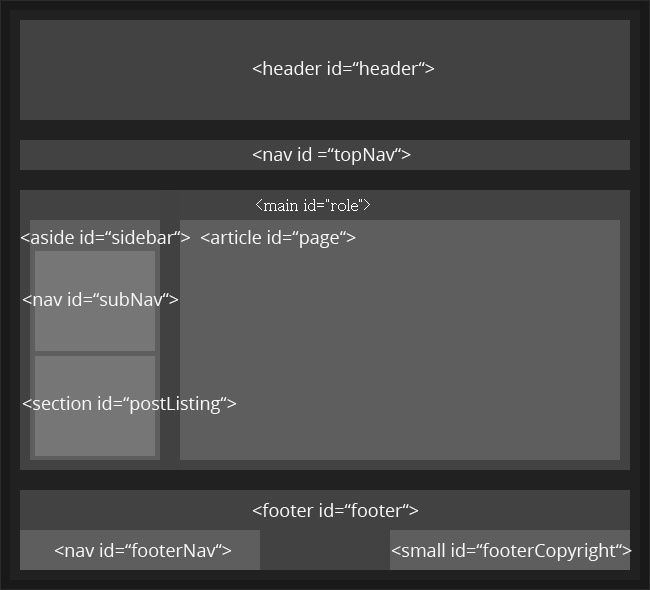 <header id=“header“>
<nav id =“topNav“>
<main id="role">
<aside id=“sidebar“> <article id=“page“>
<nav id=“subNav“>
<section id=“postListing“>
<footer id=“footer“>
<nav id=“footerNav“> <small id=“footerCopyright“>